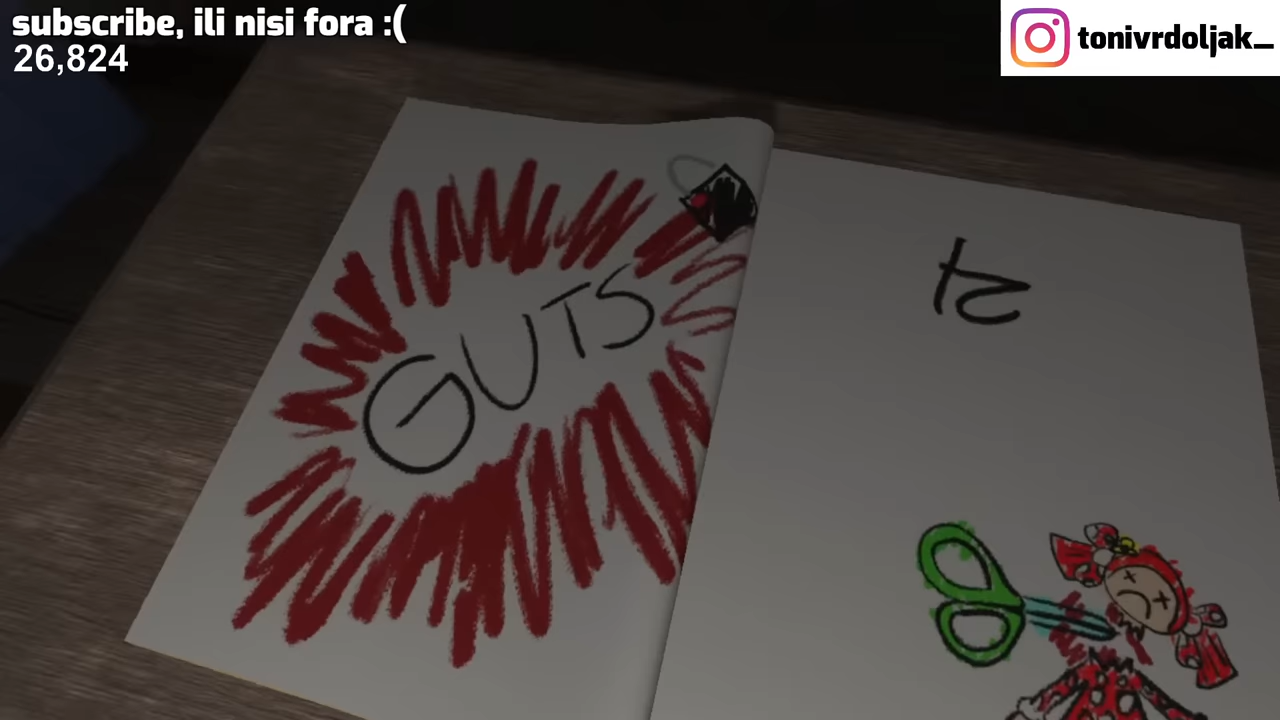 subscribe, ili nisi fora :(
26,824
tonivrdoljak_
GUTS